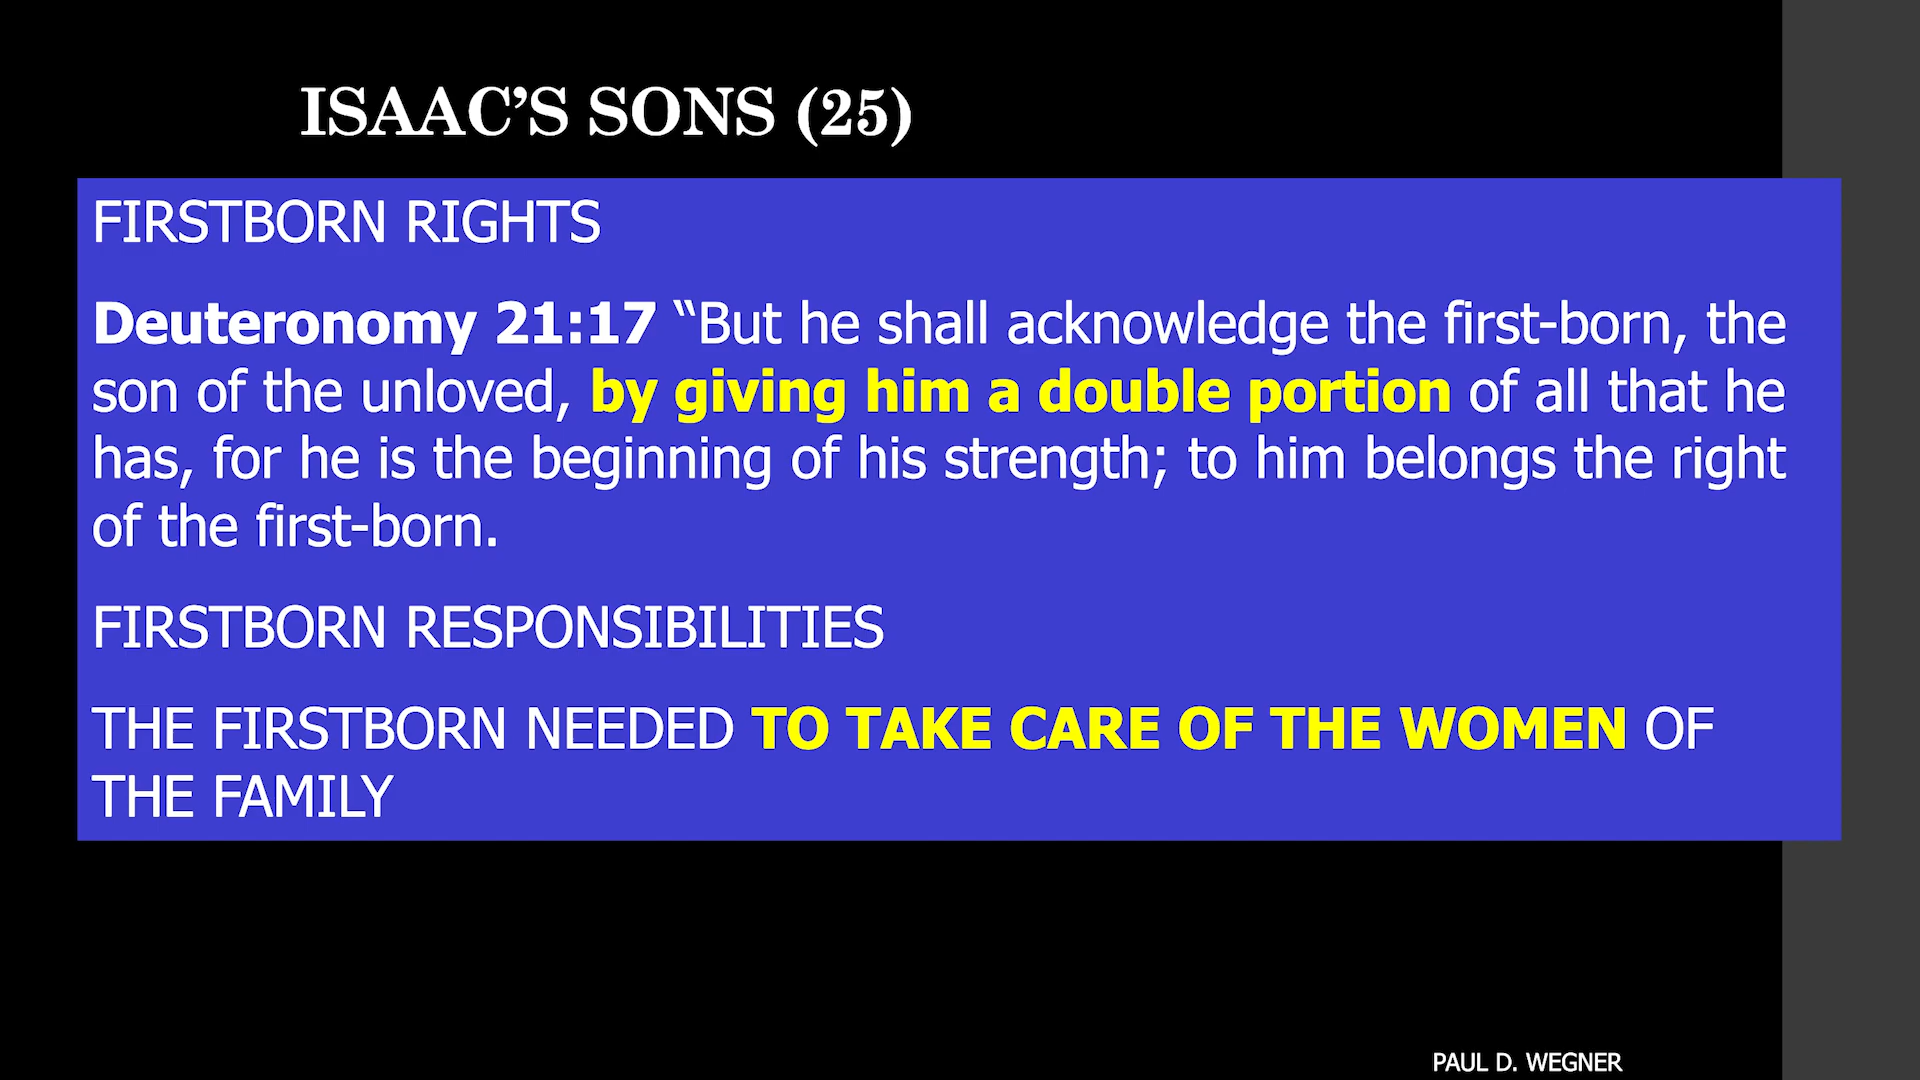 ISAAC’S SONS (25)
FIRSTBORN RIGHTS
Deuteronomy 21:17 “But he shall acknowledge the first-born, the
son of the unloved, by giving him a double portion of all that he
has, for he is the beginning of his strength; to him belongs the right
of the first-born.
FIRSTBORN RESPONSIBILITIES
THE FIRSTBORN NEEDED TO TAKE CARE OF THE WOMEN OF
THE FAMILY
PAUL D. WEGNER